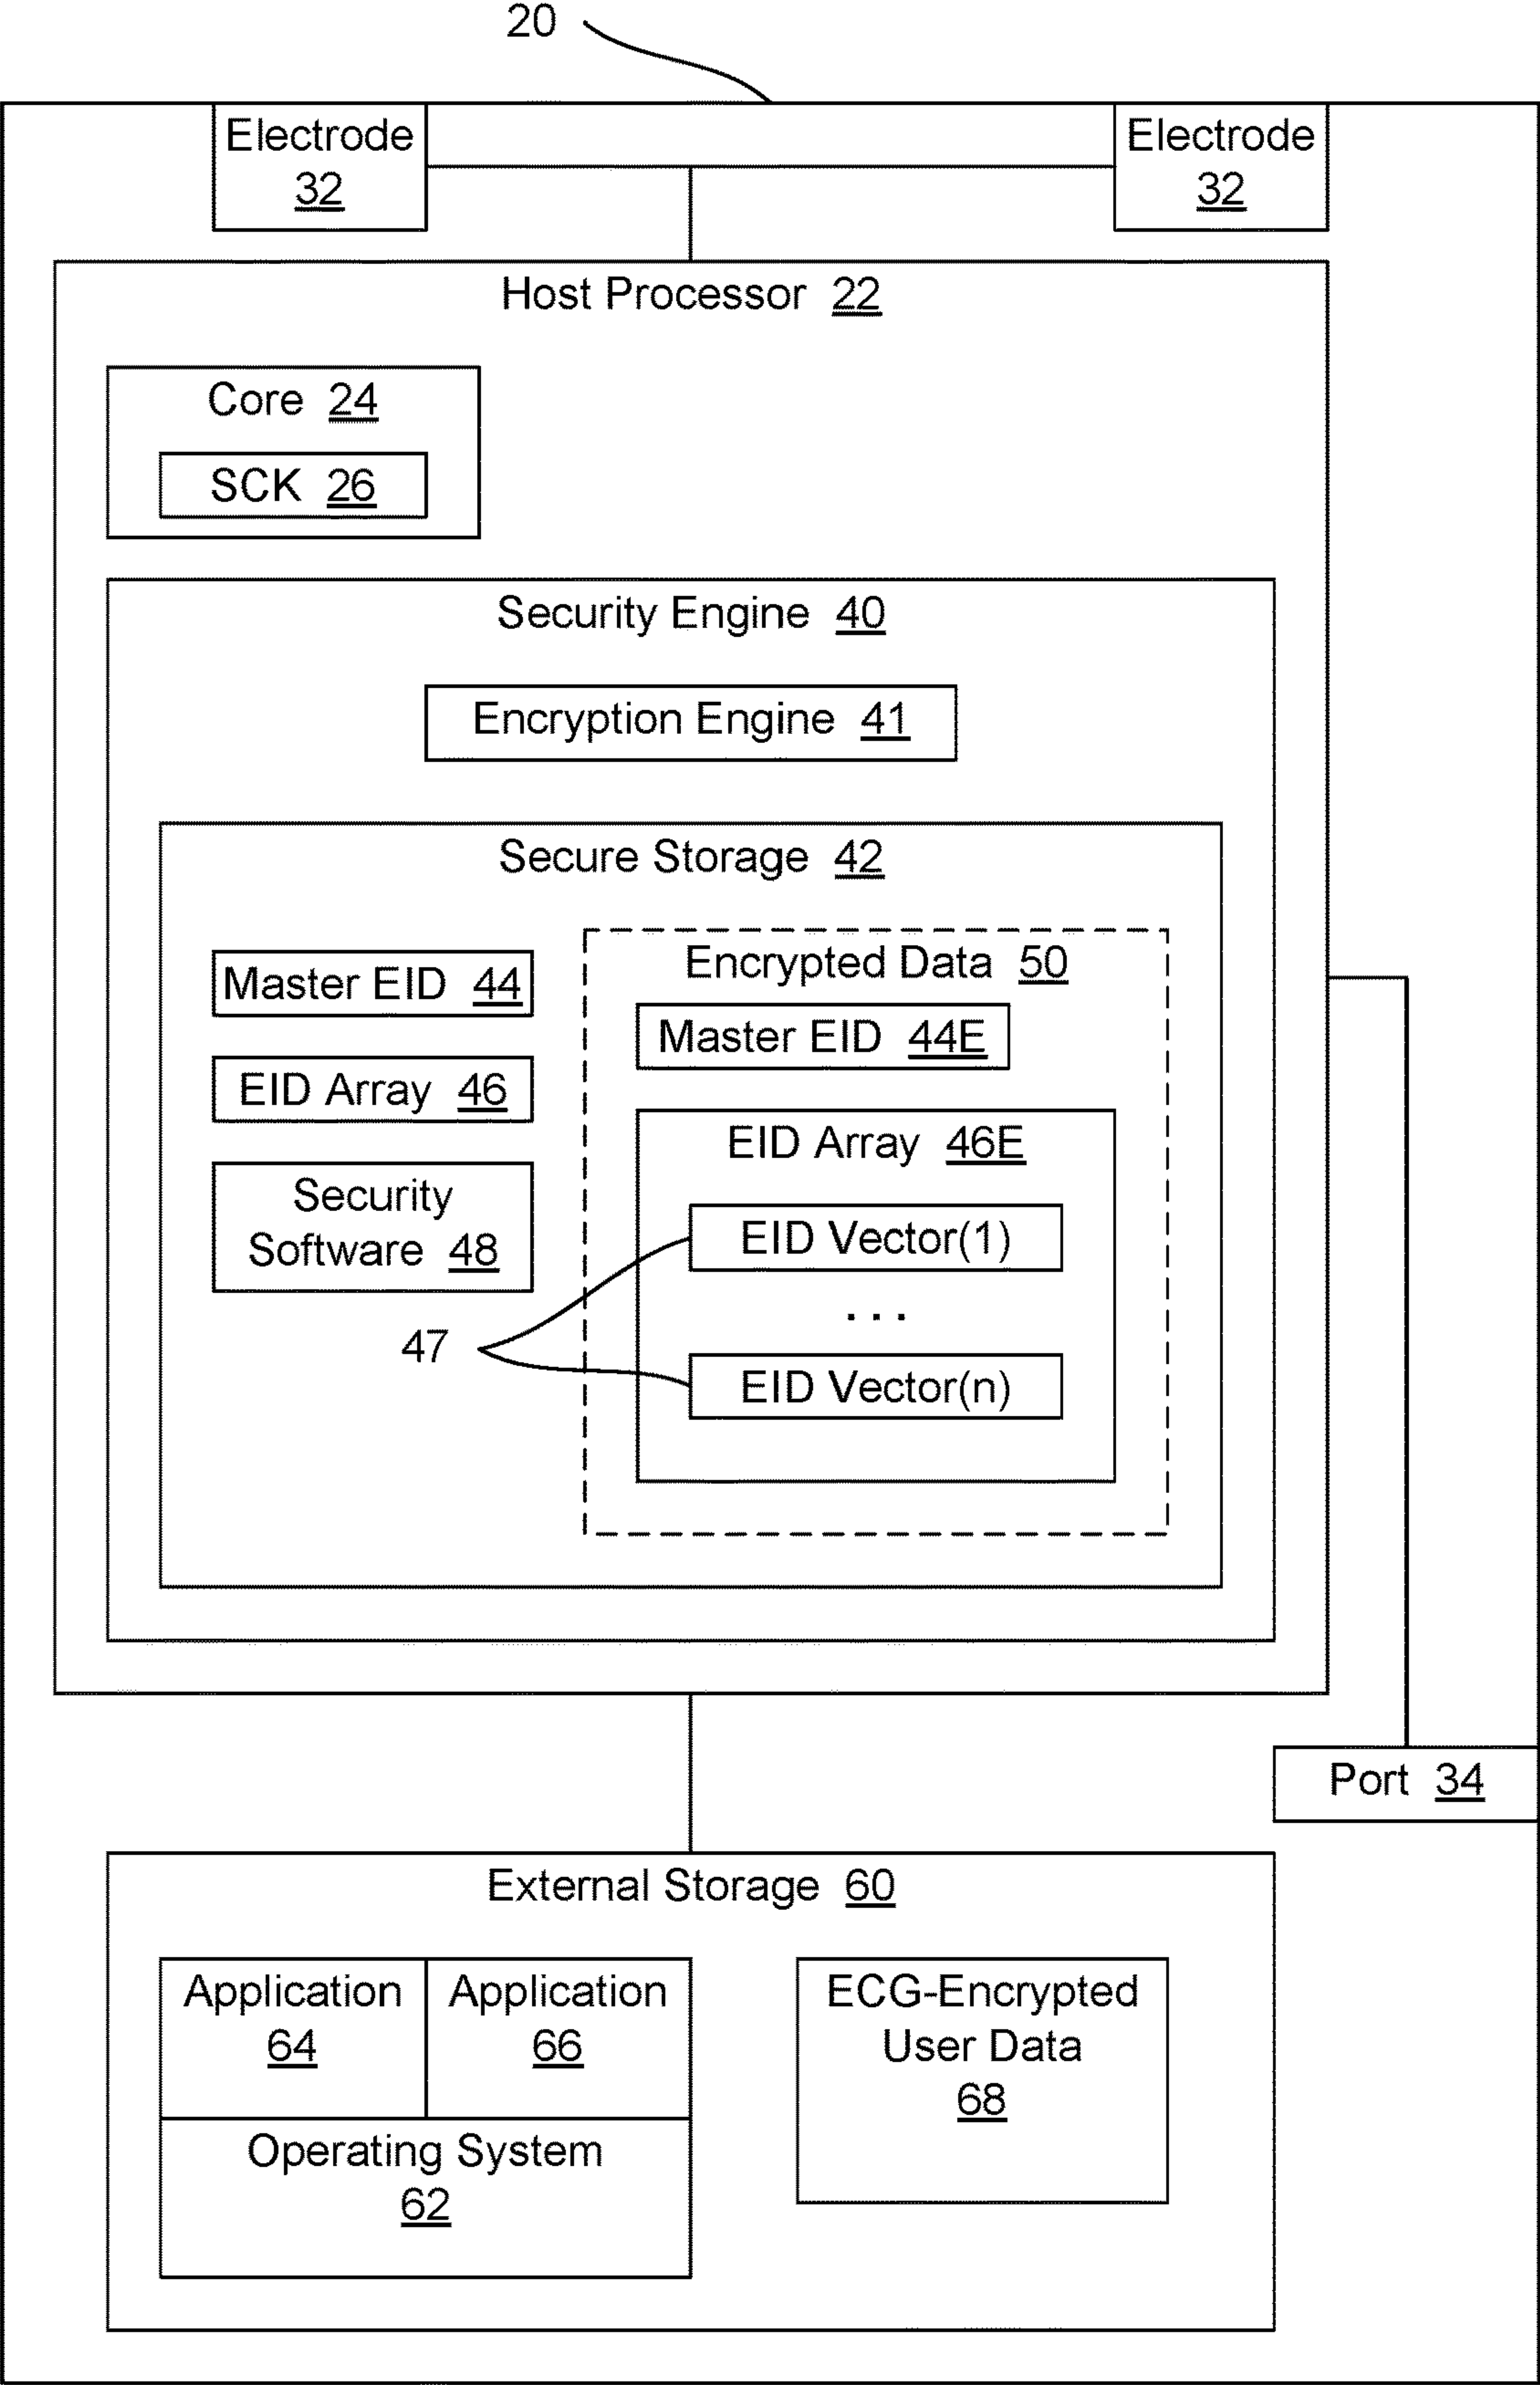 20
Electrode
32
Electrode
32
Host Processor 22
Core 24
SCK 26
Security Engine 40
Encryption Engine 41
Secure Storage 42
Master EID 44
EID Array 46
Security
Software 48
47
Encrypted Data 50
Master EID 44E
EID Array 46E
EID Vector(1)
. . .
EID Vector(n)
Port 34
External Storage 60
Application
64
Application
66
Operating System
62
ECG-Encrypted
User Data
68